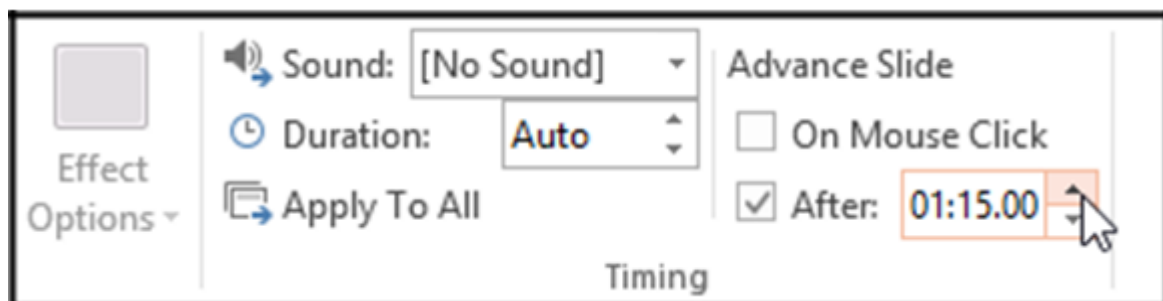 Effect
Options
Sound: [No Sound]
Duration: Auto
Apply To All
Advance Slide
On Mouse Click
After: 01:15.00
Timing